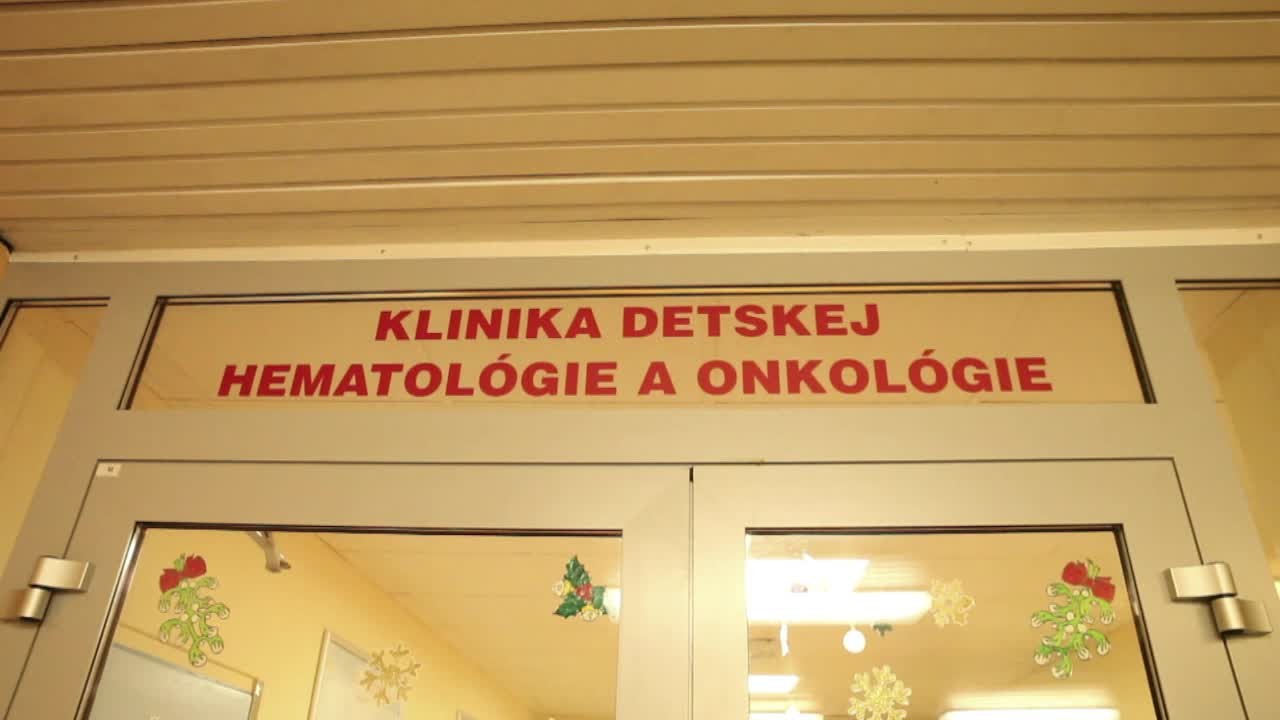 KLINIKA DETSKEJ
HEMATOLÓGIE A ONKOLÓGIE